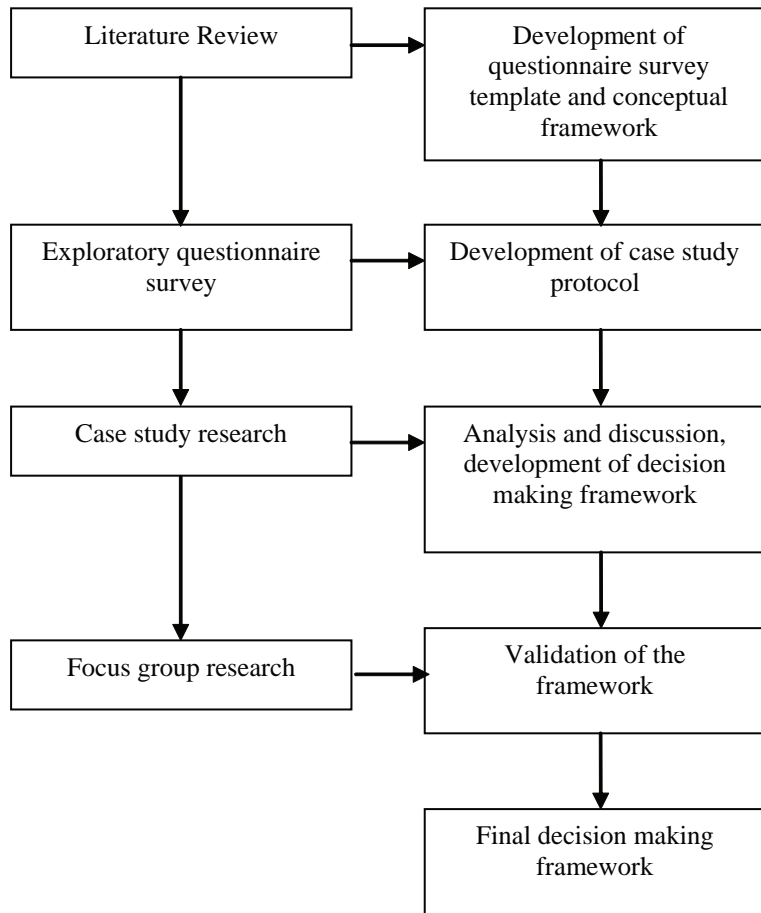 Literature Review
Development of
questionnaire survey
template and conceptual
framework
Exploratory questionnaire
survey
Development of case study
protocol
Case study research
Analysis and discussion,
development of decision
making framework
Focus group research
Validation of the
framework
Final decision making
framework